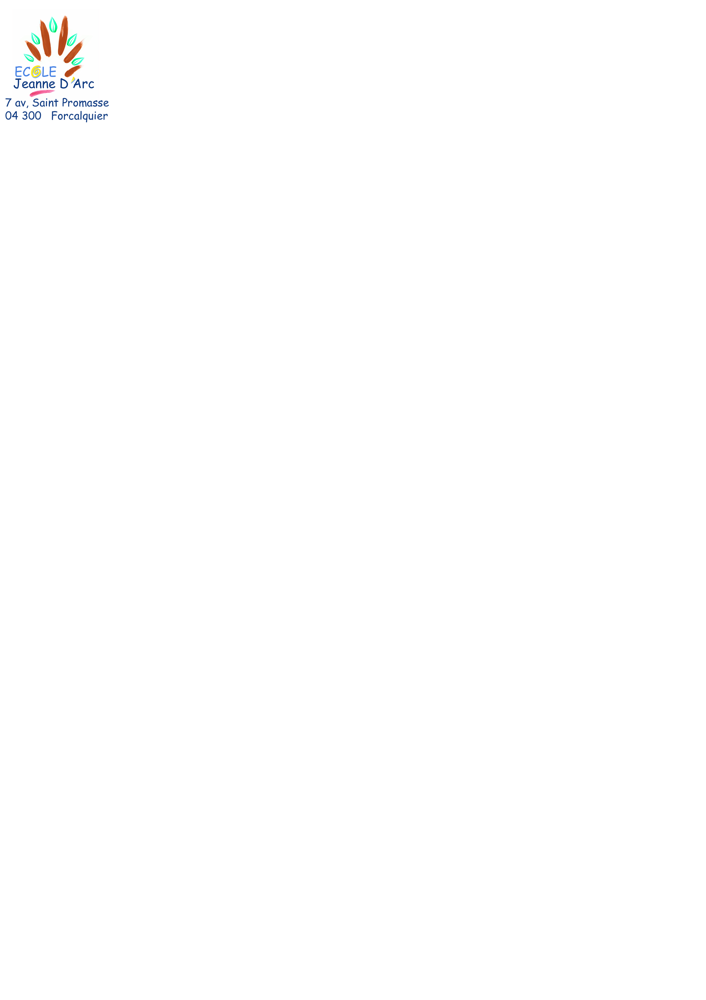 ECOLE
Jeanne D'Arc
7 av, Saint Promasse
04 300 Forcalquier